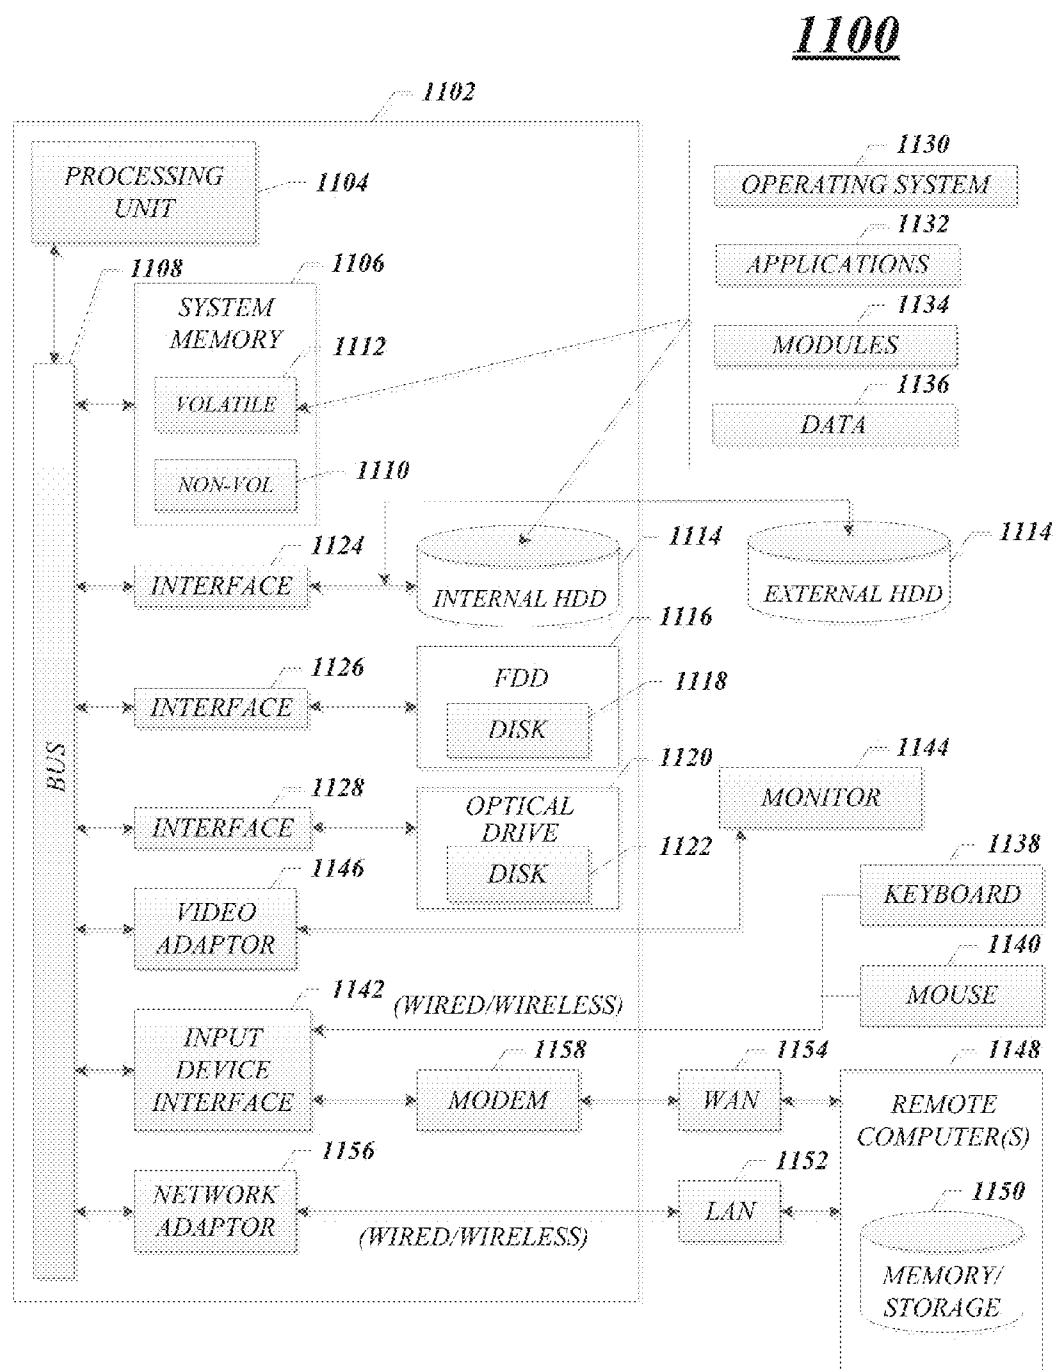 1100
1102
PROCESSING
UNIT
1104
1130
OPERATING SYSTEM
1108
1106
SYSTEM
MEMORY
1132
APPLICATIONS
1112
VOLATILE
1134
MODULES
1136
DATA
1110
NON-VOL
1124
INTERFACE
1114
INTERNAL HDD
1114
EXTERNAL HDD
1116
FDD
1126
INTERFACE
1118
DISK
BUS
1120
OPTICAL
DRIVE
1144
MONITOR
1128
INTERFACE
1122
DISK
1146
VIDEO
ADAPTOR
1138
KEYBOARD
1140
MOUSE
1142
(WIRED/WIRELESS)
INPUT
DEVICE
INTERFACE
1158
MODEM
1154
WAN
1148
REMOTE
COMPUTER(S)
1156
NETWORK
ADAPTOR
(WIRED/WIRELESS)
1152
LAN
1150
MEMORY/
STORAGE